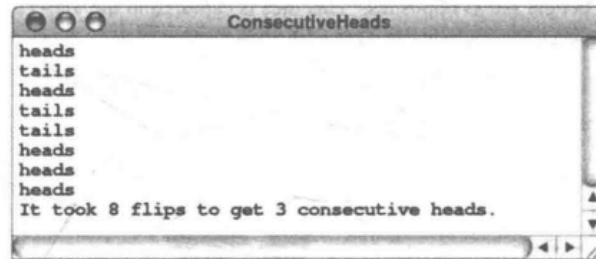 ConsecutiveHeads
heads
tails
heads
tails
tails
heads
heads
heads
It took 8 flips to get 3 consecutive heads.